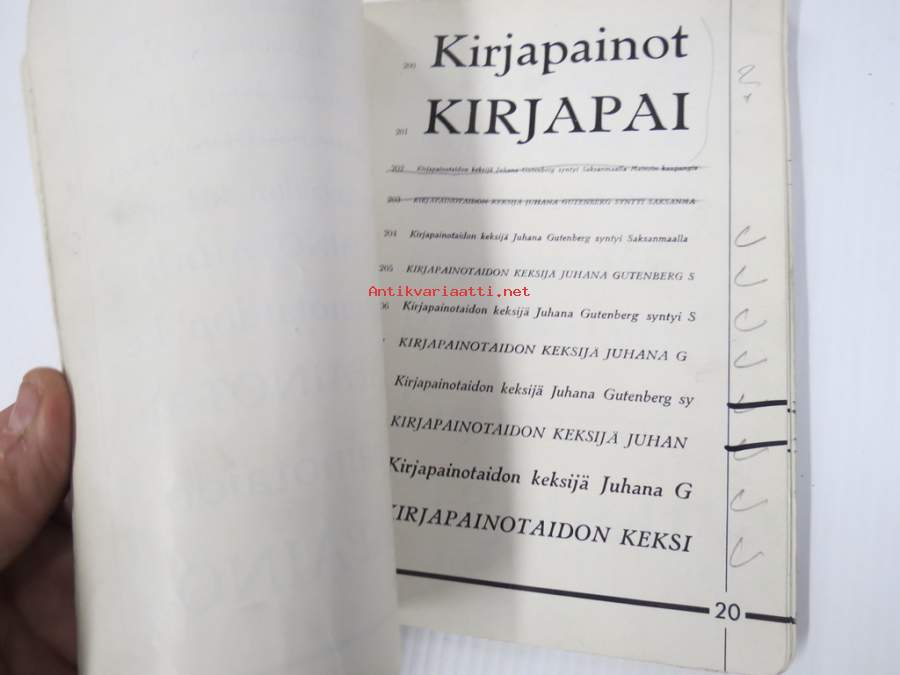 200 Kirjapainot
201 KIRJAPAI
202 Kirjapainotaidon keksijä Juhana Gutenberg syntyi Saksanmaalla Mainzin kaupungis
203 KIRJAPAINOTAIDON KEKSIJÄ JUHANA GUTENBERG SYNTYI SAKSANMA
204 Kirjapainotaidon keksijä Juhana Gutenberg syntyi Saksanmaalla
205 KIRJAPAINOTAIDON KEKSIJÄ JUHANA GUTENBERG S
Antikvariaatti.net
06 Kirjapainotaidon keksijä Juhana Gutenberg syntyi S
KIRJAPAINOTAIDON KEKSIJÄ JUHANA G
Kirjapainotaidon keksijä Juhana Gutenberg sy
KIRJAPAINOTAIDON KEKSIJÄ JUHAN
Kirjapainotaidon keksijä Juhana G
KIRJAPAINOTAIDON KEKSI
20